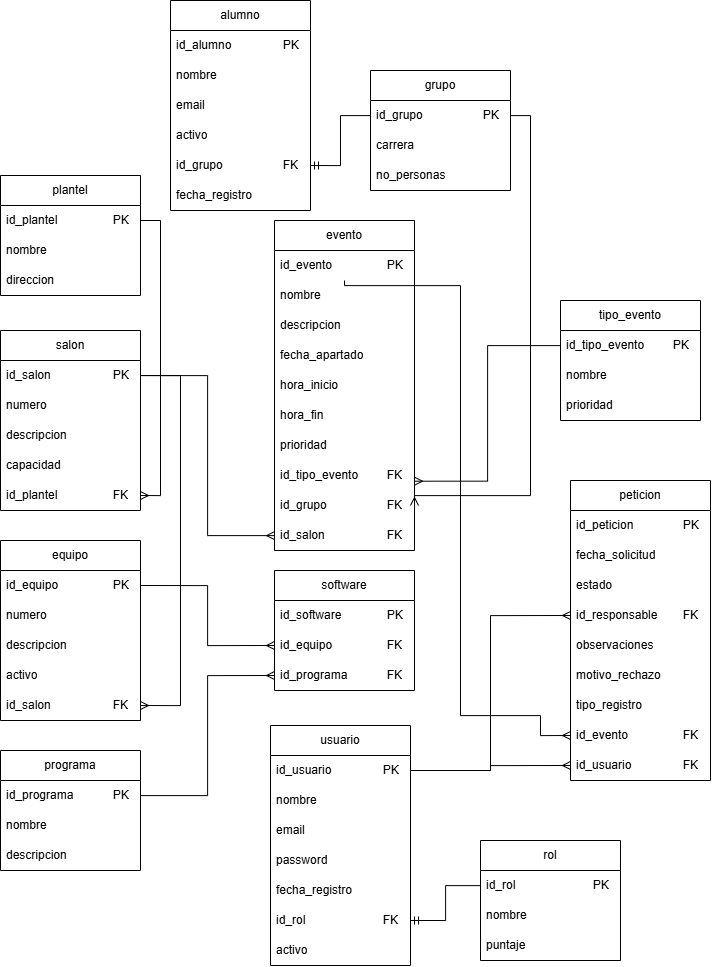 alumno
id_alumno PK
nombre
email
activo
id_grupo FK
fecha_registro
grupo
id_grupo PK
carrera
no_personas
plantel
id_plantel PK
nombre
direccion
evento
id_evento PK
nombre
descripcion
fecha_apartado
hora_inicio
hora_fin
prioridad
id_tipo_evento FK
id_grupo FK
id_salon FK
tipo_evento
id_tipo_evento PK
nombre
prioridad
salon
id_salon PK
numero
descripcion
capacidad
id_plantel FK
peticion
id_peticion PK
fecha_solicitud
estado
id_responsable FK
observaciones
motivo_rechazo
tipo_registro
id_evento FK
id_usuario FK
equipo
id_equipo PK
numero
descripcion
activo
id_salon FK
software
id_software PK
id_equipo FK
id_programa FK
usuario
id_usuario PK
nombre
email
password
fecha_registro
id_rol FK
activo
programa
id_programa PK
nombre
descripcion
rol
id_rol PK
nombre
puntaje